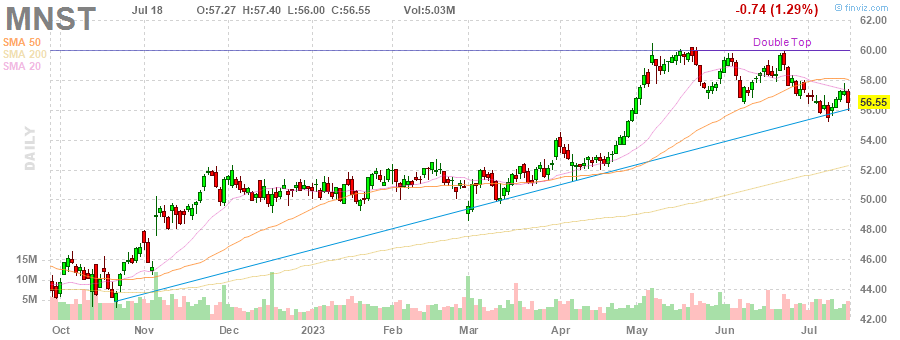 MNST Jul 18 O:57.27 H:57.40 L:56.00 C:56.55 Vol:5.03M -0.74 (1.29%) © finviz.com
SMA 50
SMA 200
SMA 20
DAILY
Double Top
62.00
60.00
58.00
56.55
56.00
54.00
52.00
50.00
48.00
46.00
44.00
42.00
15M
10M
5M
Oct Nov Dec 2023 Feb Mar Apr May Jun Jul